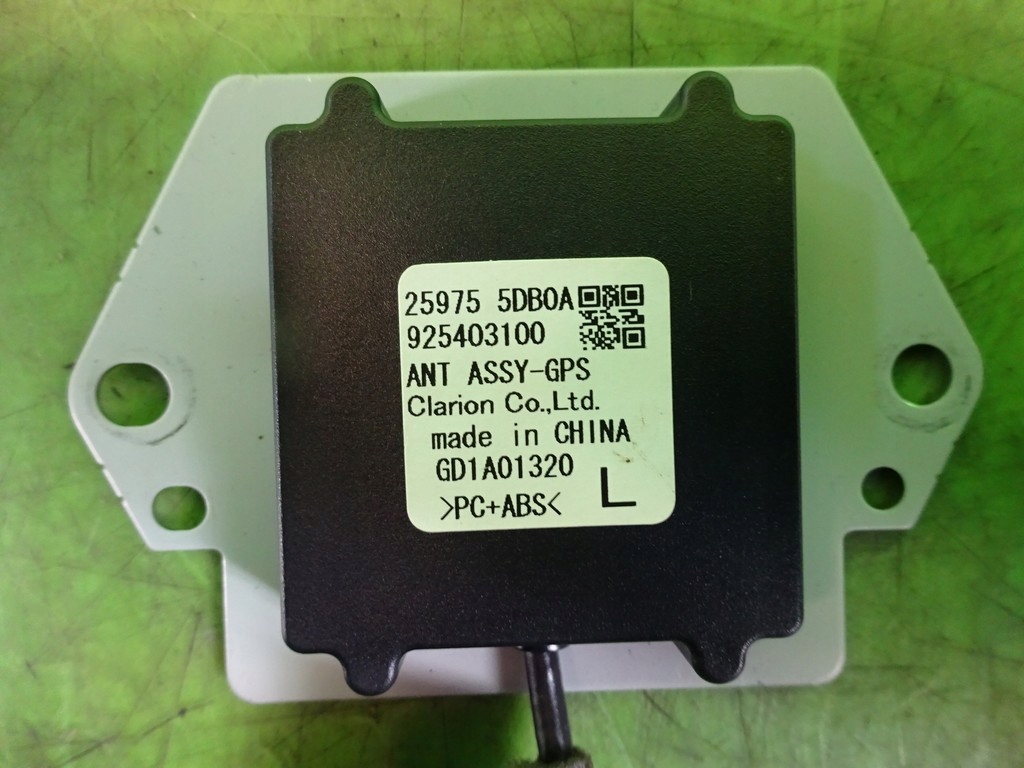 25975 5DB0A
925403100
ANT ASSY-GPS
Clarion Co.,Ltd.
made in CHINA
GD1A01320
L
>PC+ABS<